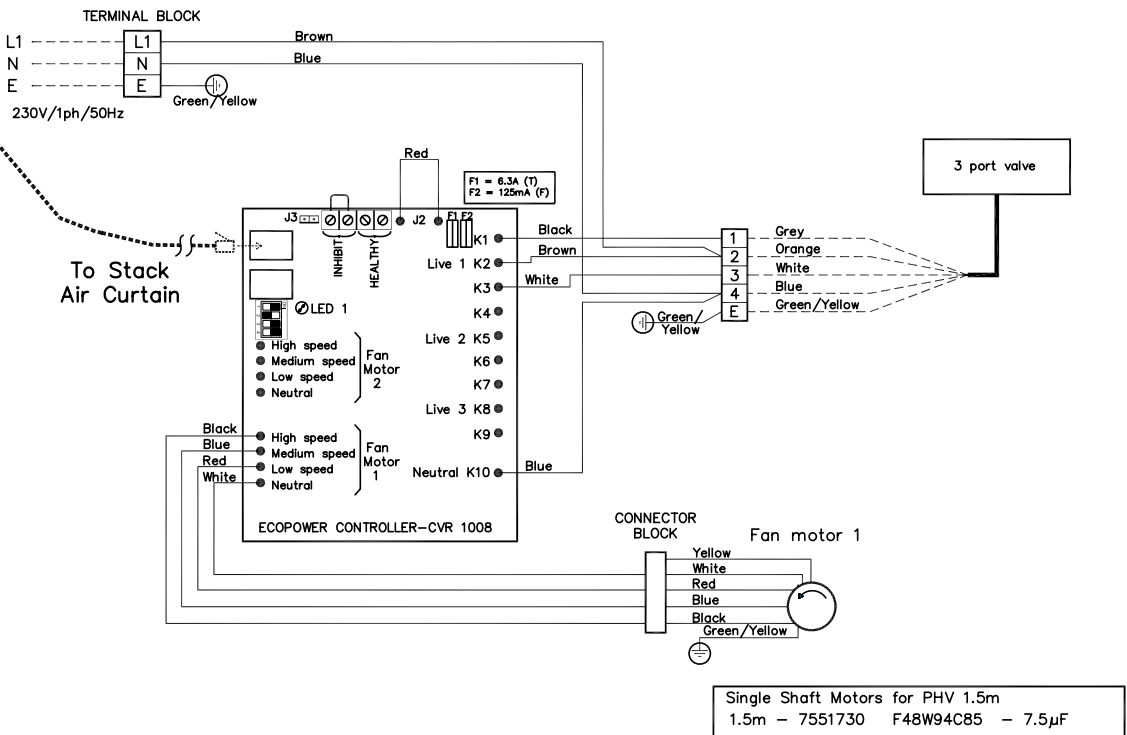 TERMINAL BLOCK
L1 L1 Brown
N N Blue
E E
Green/Yellow
230V/1ph/50Hz
3 port valve
Red
F1 = 6.3A (T)
F2 = 125mA (F)
J3 J2 F1 F2
INHIBIT
HEALTHY
K1 Black
Live 1 K2 Brown
K3 White
K4
Live 2 K5
K6
K7
Live 3 K8
K9
Neutral K10 Blue
1 Grey
2 Orange
3 White
4 Blue
E Green/Yellow
Green/
Yellow
To Stack
Air Curtain
LED 1
High speed
Medium speed
Low speed
Neutral
Fan
Motor
2
Black High speed
Blue Medium speed
Red Low speed
White Neutral
Fan
Motor
1
ECOPOWER CONTROLLER-CVR 1008
CONNECTOR
BLOCK
Fan motor 1
Yellow
White
Red
Blue
Black
Green/Yellow
Single Shaft Motors for PHV 1.5m
1.5m - 7551730 F48W94C85 - 7.5µF